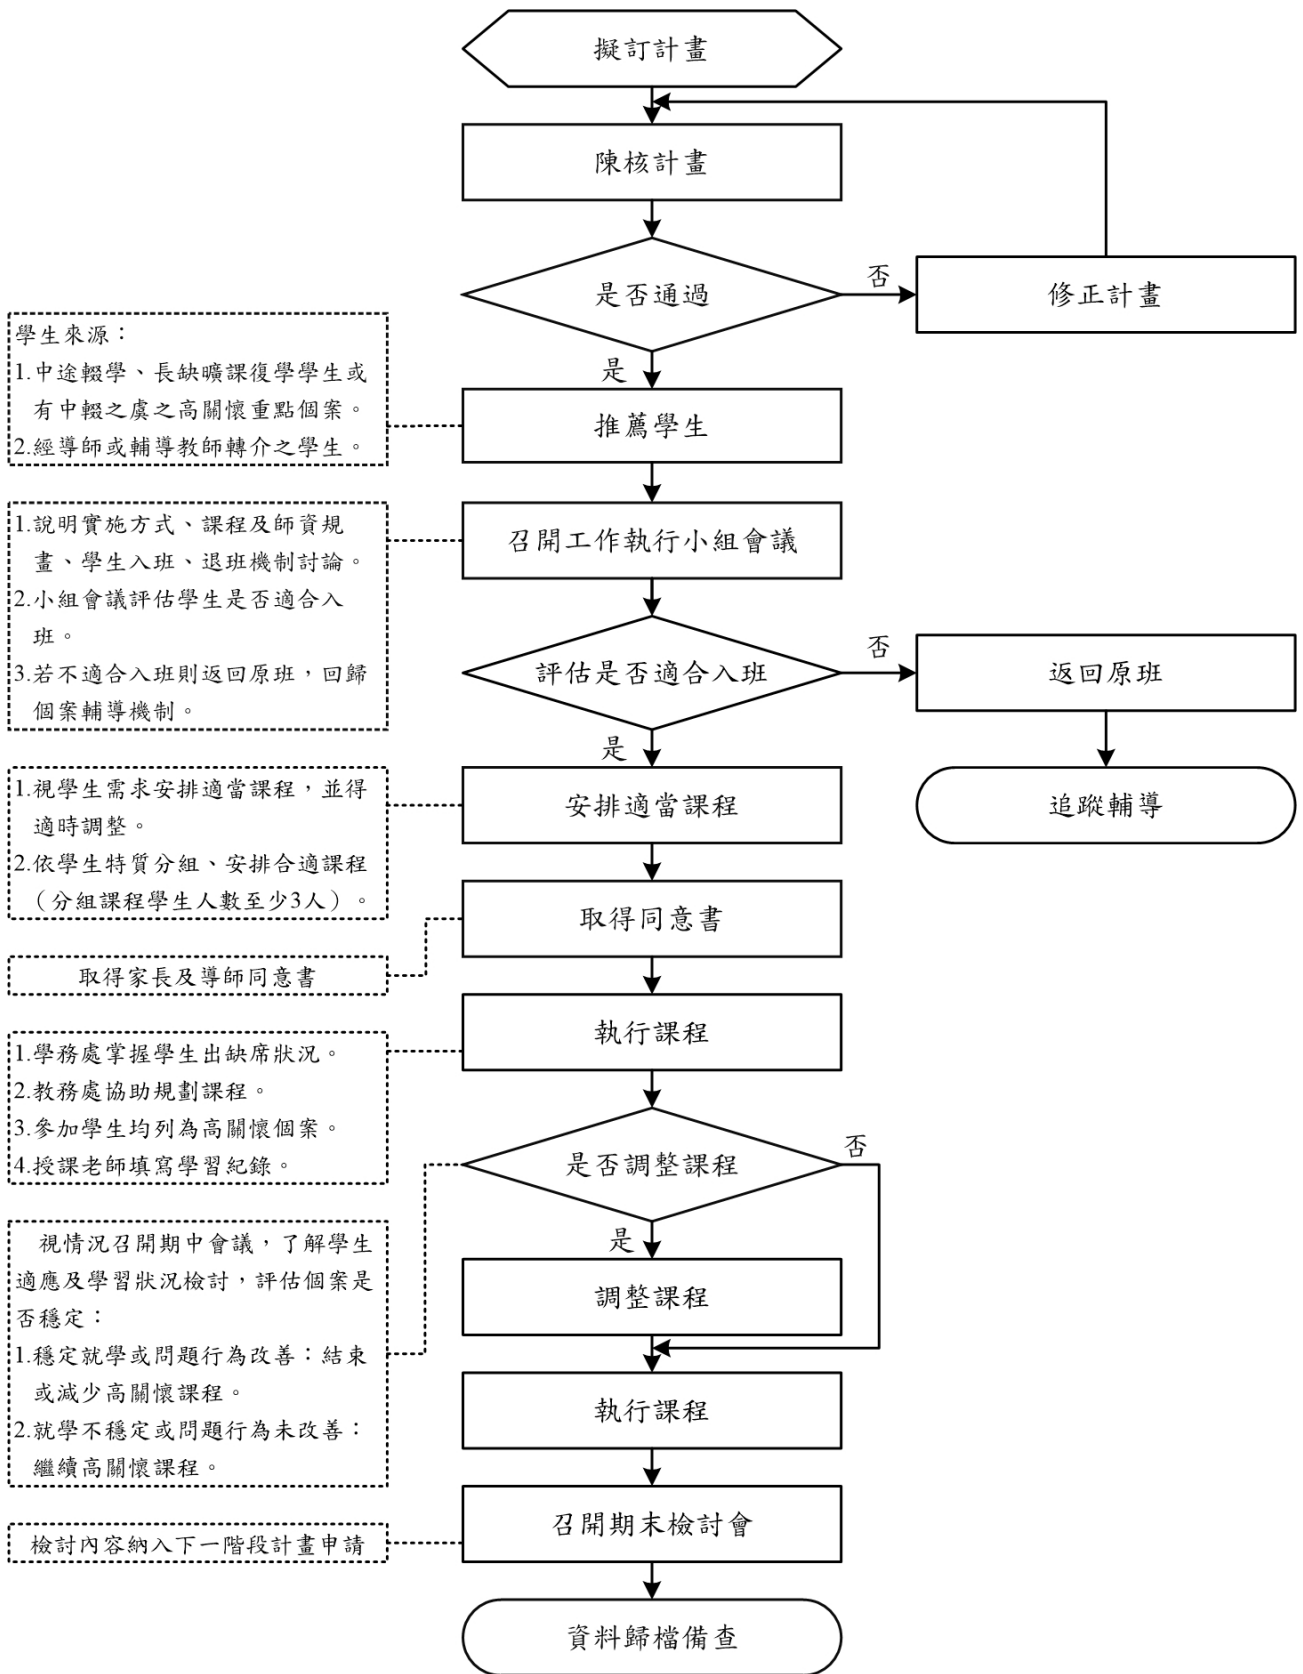 擬訂計畫
陳核計畫
是否通過
否
修正計畫
是
學生來源：
1.中途輟學、長缺曠課復學學生或
有中輟之虞之高關懷重點個案。
2.經導師或輔導教師轉介之學生。
推薦學生
1.說明實施方式、課程及師資規
畫、學生入班、退班機制討論。
2.小組會議評估學生是否適合入
班。
3.若不適合入班則返回原班，回歸
個案輔導機制。
召開工作執行小組會議
評估是否適合入班
否
返回原班
追蹤輔導
是
1.視學生需求安排適當課程，並得
適時調整。
2.依學生特質分組、安排合適課程
（分組課程學生人數至少3人）。
安排適當課程
取得同意書
取得家長及導師同意書
執行課程
1.學務處掌握學生出缺席狀況。
2.教務處協助規劃課程。
3.參加學生均列為高關懷個案。
4.授課老師填寫學習紀錄。
是否調整課程
否
是
視情況召開期中會議，了解學生
適應及學習狀況檢討，評估個案是
否穩定：
1.穩定就學或問題行為改善：結束
或減少高關懷課程。
2.就學不穩定或問題行為未改善：
繼續高關懷課程。
調整課程
執行課程
召開期末檢討會
檢討內容納入下一階段計畫申請
資料歸檔備查